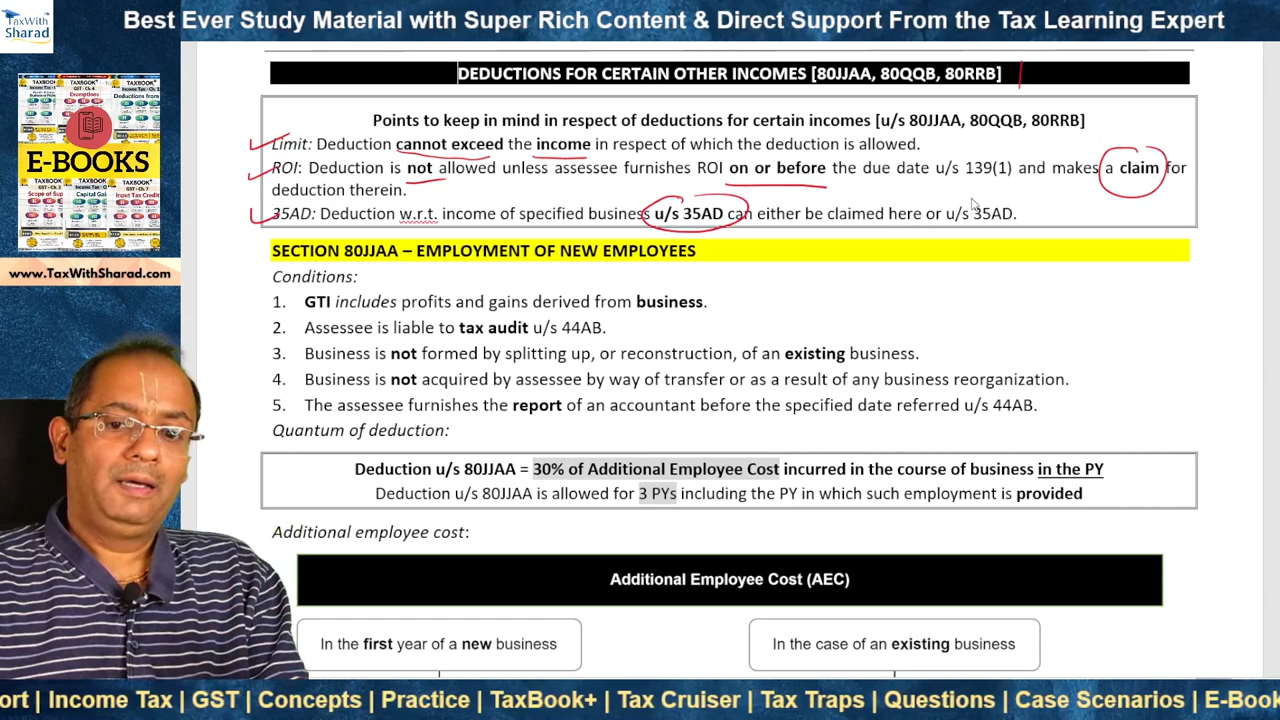 TaxWith
Sharad
Best Ever Study Material with Super Rich Content & Direct Support From the Tax Learning Expert
E-BOOKS
www.TaxWithSharad.com
DEDUCTIONS FOR CERTAIN OTHER INCOMES [80JJAA, 80QQB, 80RRB]
Points to keep in mind in respect of deductions for certain incomes [u/s 80JJAA, 80QQB, 80RRB]
Limit: Deduction cannot exceed the income in respect of which the deduction is allowed.
ROI: Deduction is not allowed unless assessee furnishes ROI on or before the due date u/s 139(1) and makes a claim for
deduction therein.
35AD: Deduction w.r.t. income of specified business u/s 35AD can either be claimed here or u/s 35AD.
SECTION 80JJAA – EMPLOYMENT OF NEW EMPLOYEES
Conditions:
1. GTI includes profits and gains derived from business.
2. Assessee is liable to tax audit u/s 44AB.
3. Business is not formed by splitting up, or reconstruction, of an existing business.
4. Business is not acquired by assessee by way of transfer or as a result of any business reorganization.
5. The assessee furnishes the report of an accountant before the specified date referred u/s 44AB.
Quantum of deduction:
Deduction u/s 80JJAA = 30% of Additional Employee Cost incurred in the course of business in the PY
Deduction u/s 80JJAA is allowed for 3 PYs including the PY in which such employment is provided
Additional employee cost:
Additional Employee Cost (AEC)
In the first year of a new business
In the case of an existing business
ort | Income Tax | GST | Concepts | Practice | TaxBook+ | Tax Cruiser | Tax Traps | Questions | Case Scenarios | E-Book